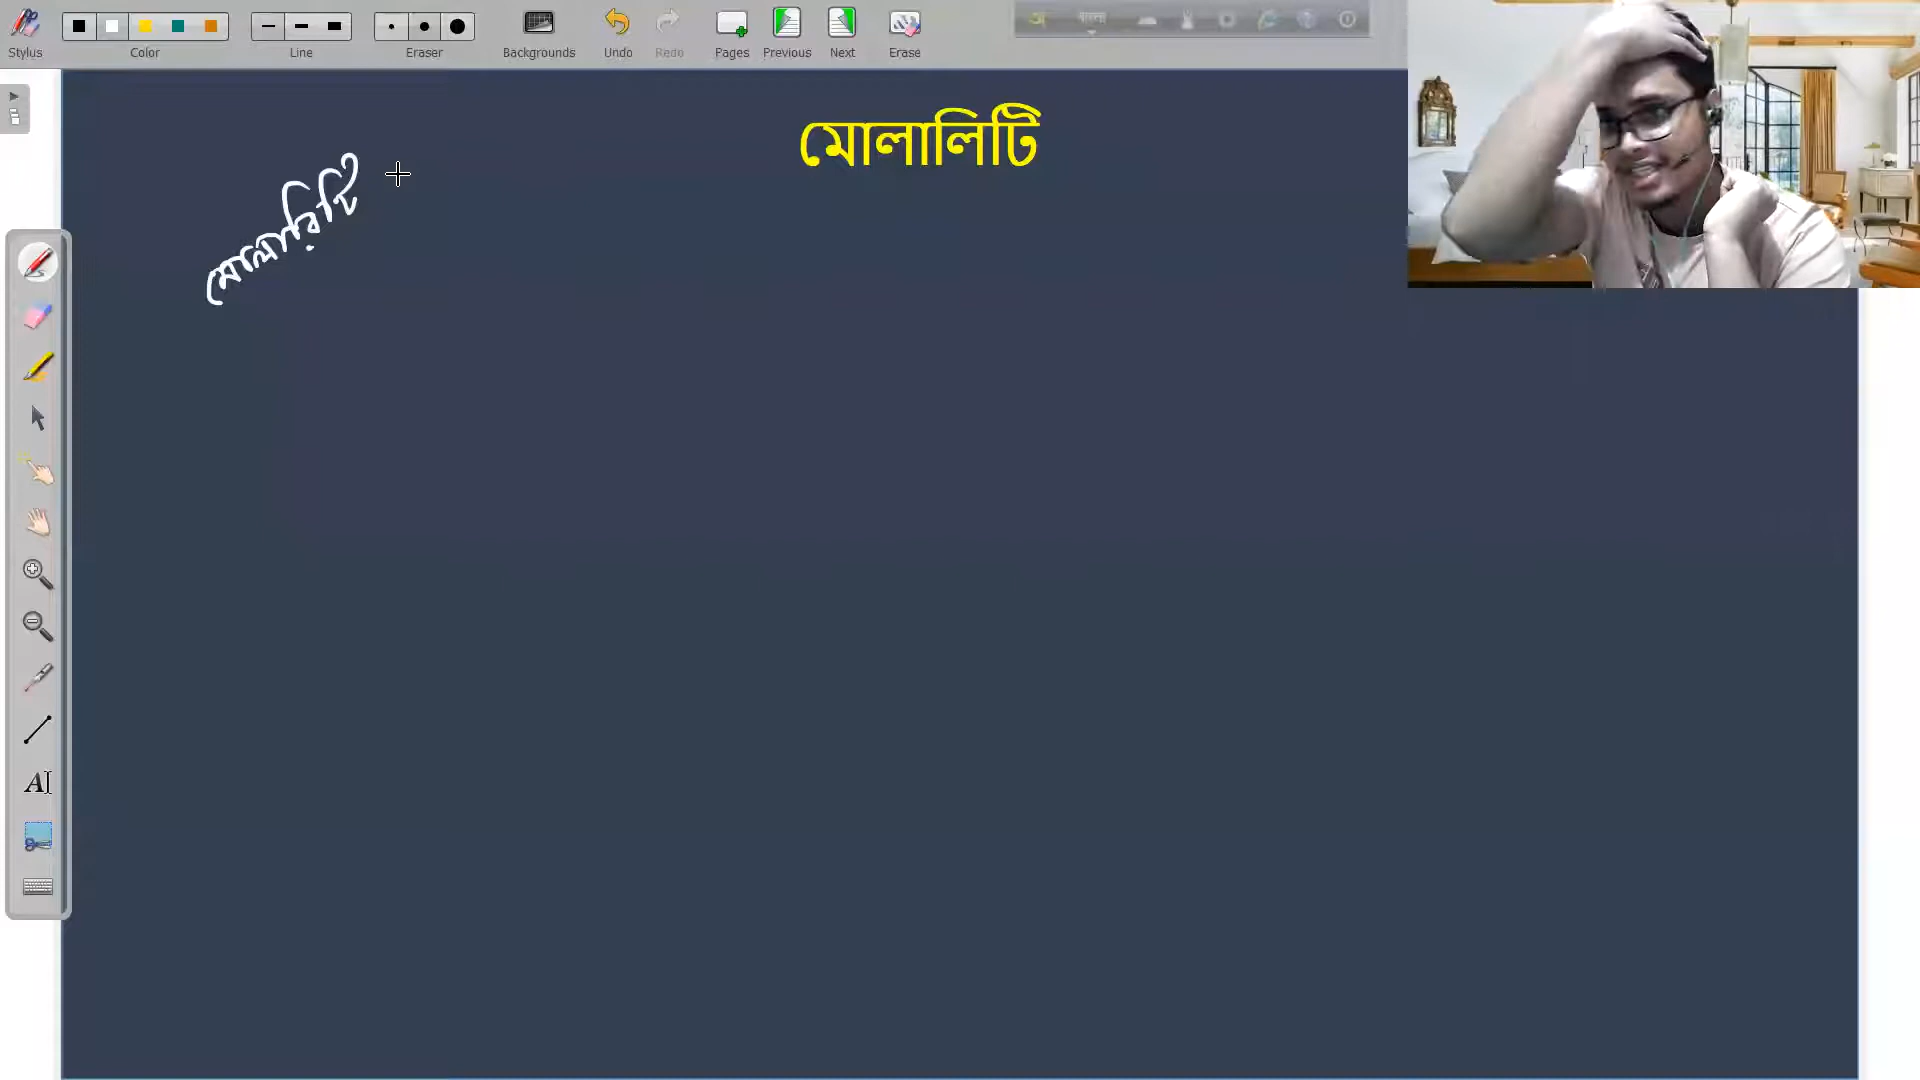 Stylus
Color
Line
Eraser
Backgrounds
Undo
Redo
Pages
Previous
Next
Erase
মোলালিটি
মোলারিটি